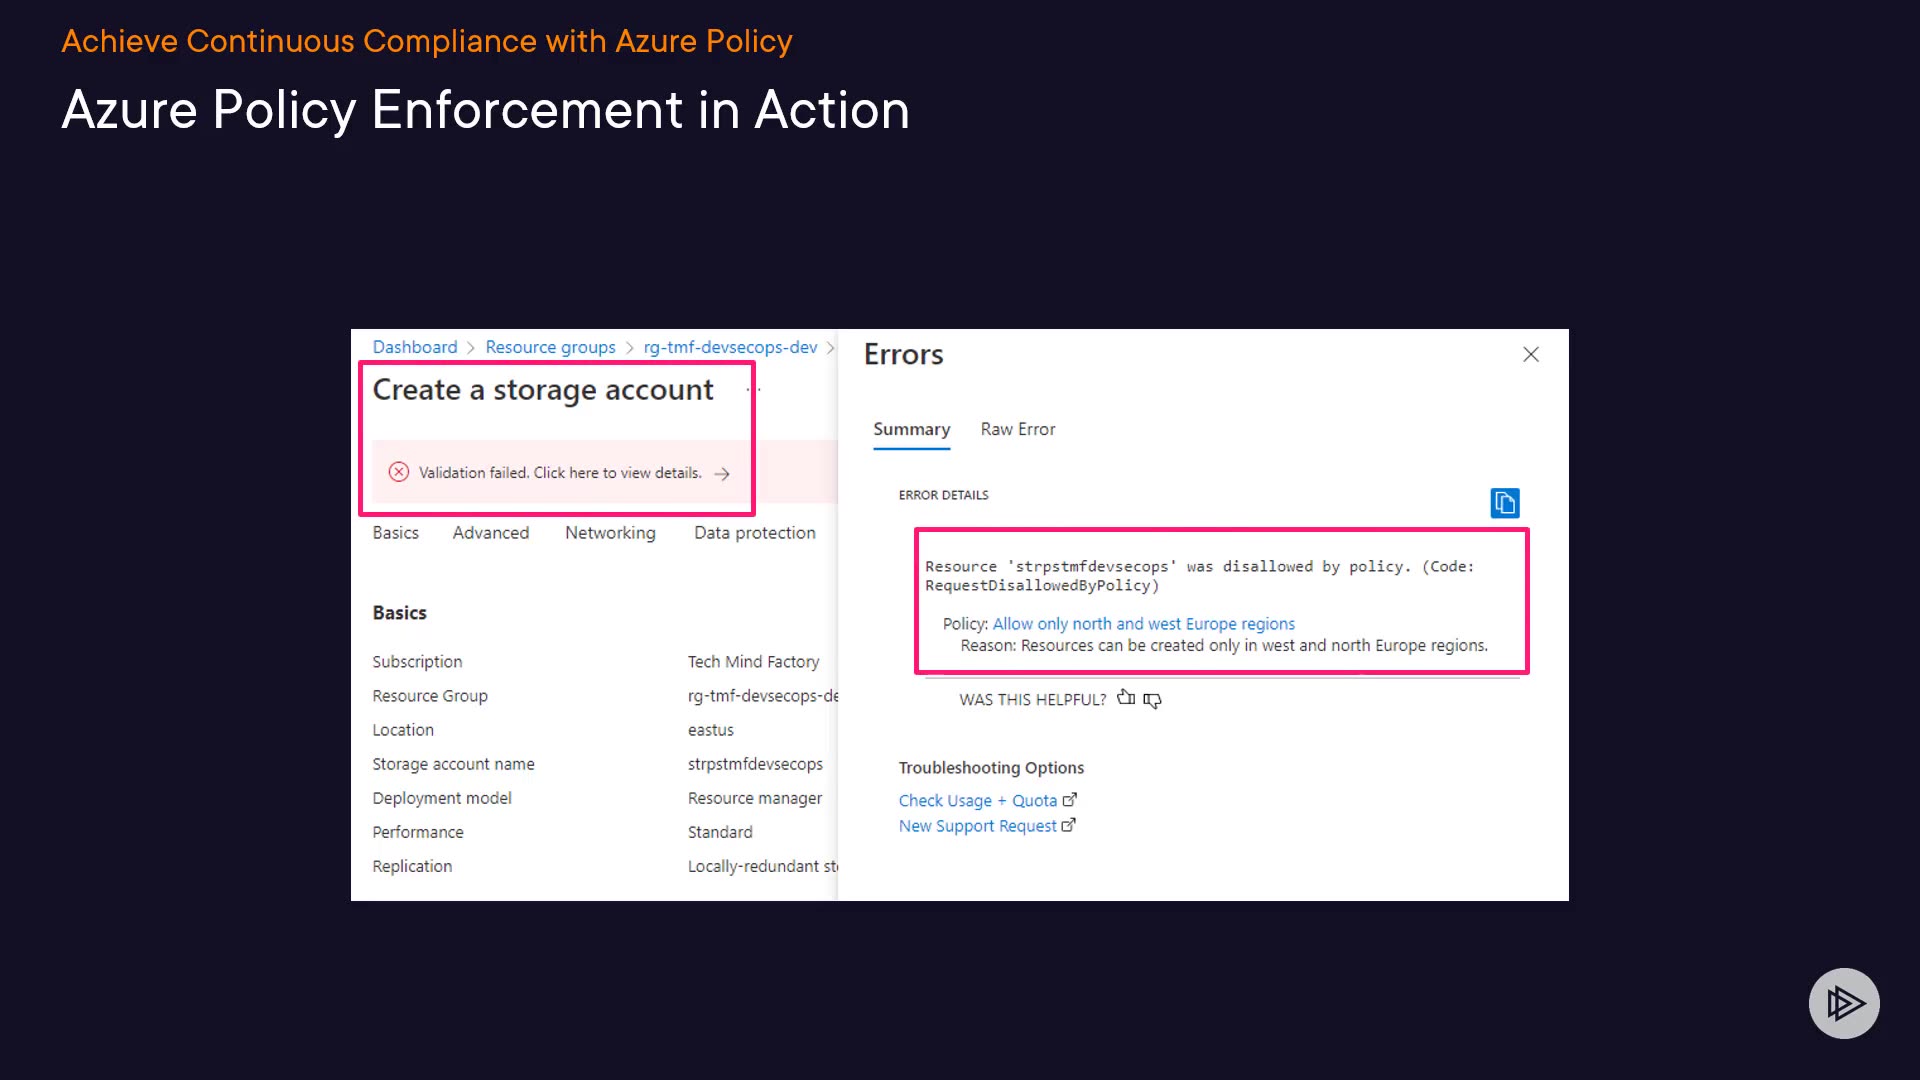 Achieve Continuous Compliance with Azure Policy
Azure Policy Enforcement in Action
Dashboard > Resource groups > rg-tmf-devsecops-dev >
Create a storage account ...
Validation failed. Click here to view details. →
Basics Advanced Networking Data protection
Basics
Subscription Tech Mind Factory
Resource Group rg-tmf-devsecops-de
Location eastus
Storage account name strpstmfdevsecops
Deployment model Resource manager
Performance Standard
Replication Locally-redundant sto
Errors
Summary Raw Error
ERROR DETAILS
Resource 'strpstmfdevsecops' was disallowed by policy. (Code:
RequestDisallowedByPolicy)
Policy: Allow only north and west Europe regions
Reason: Resources can be created only in west and north Europe regions.
WAS THIS HELPFUL?
Troubleshooting Options
Check Usage + Quota
New Support Request